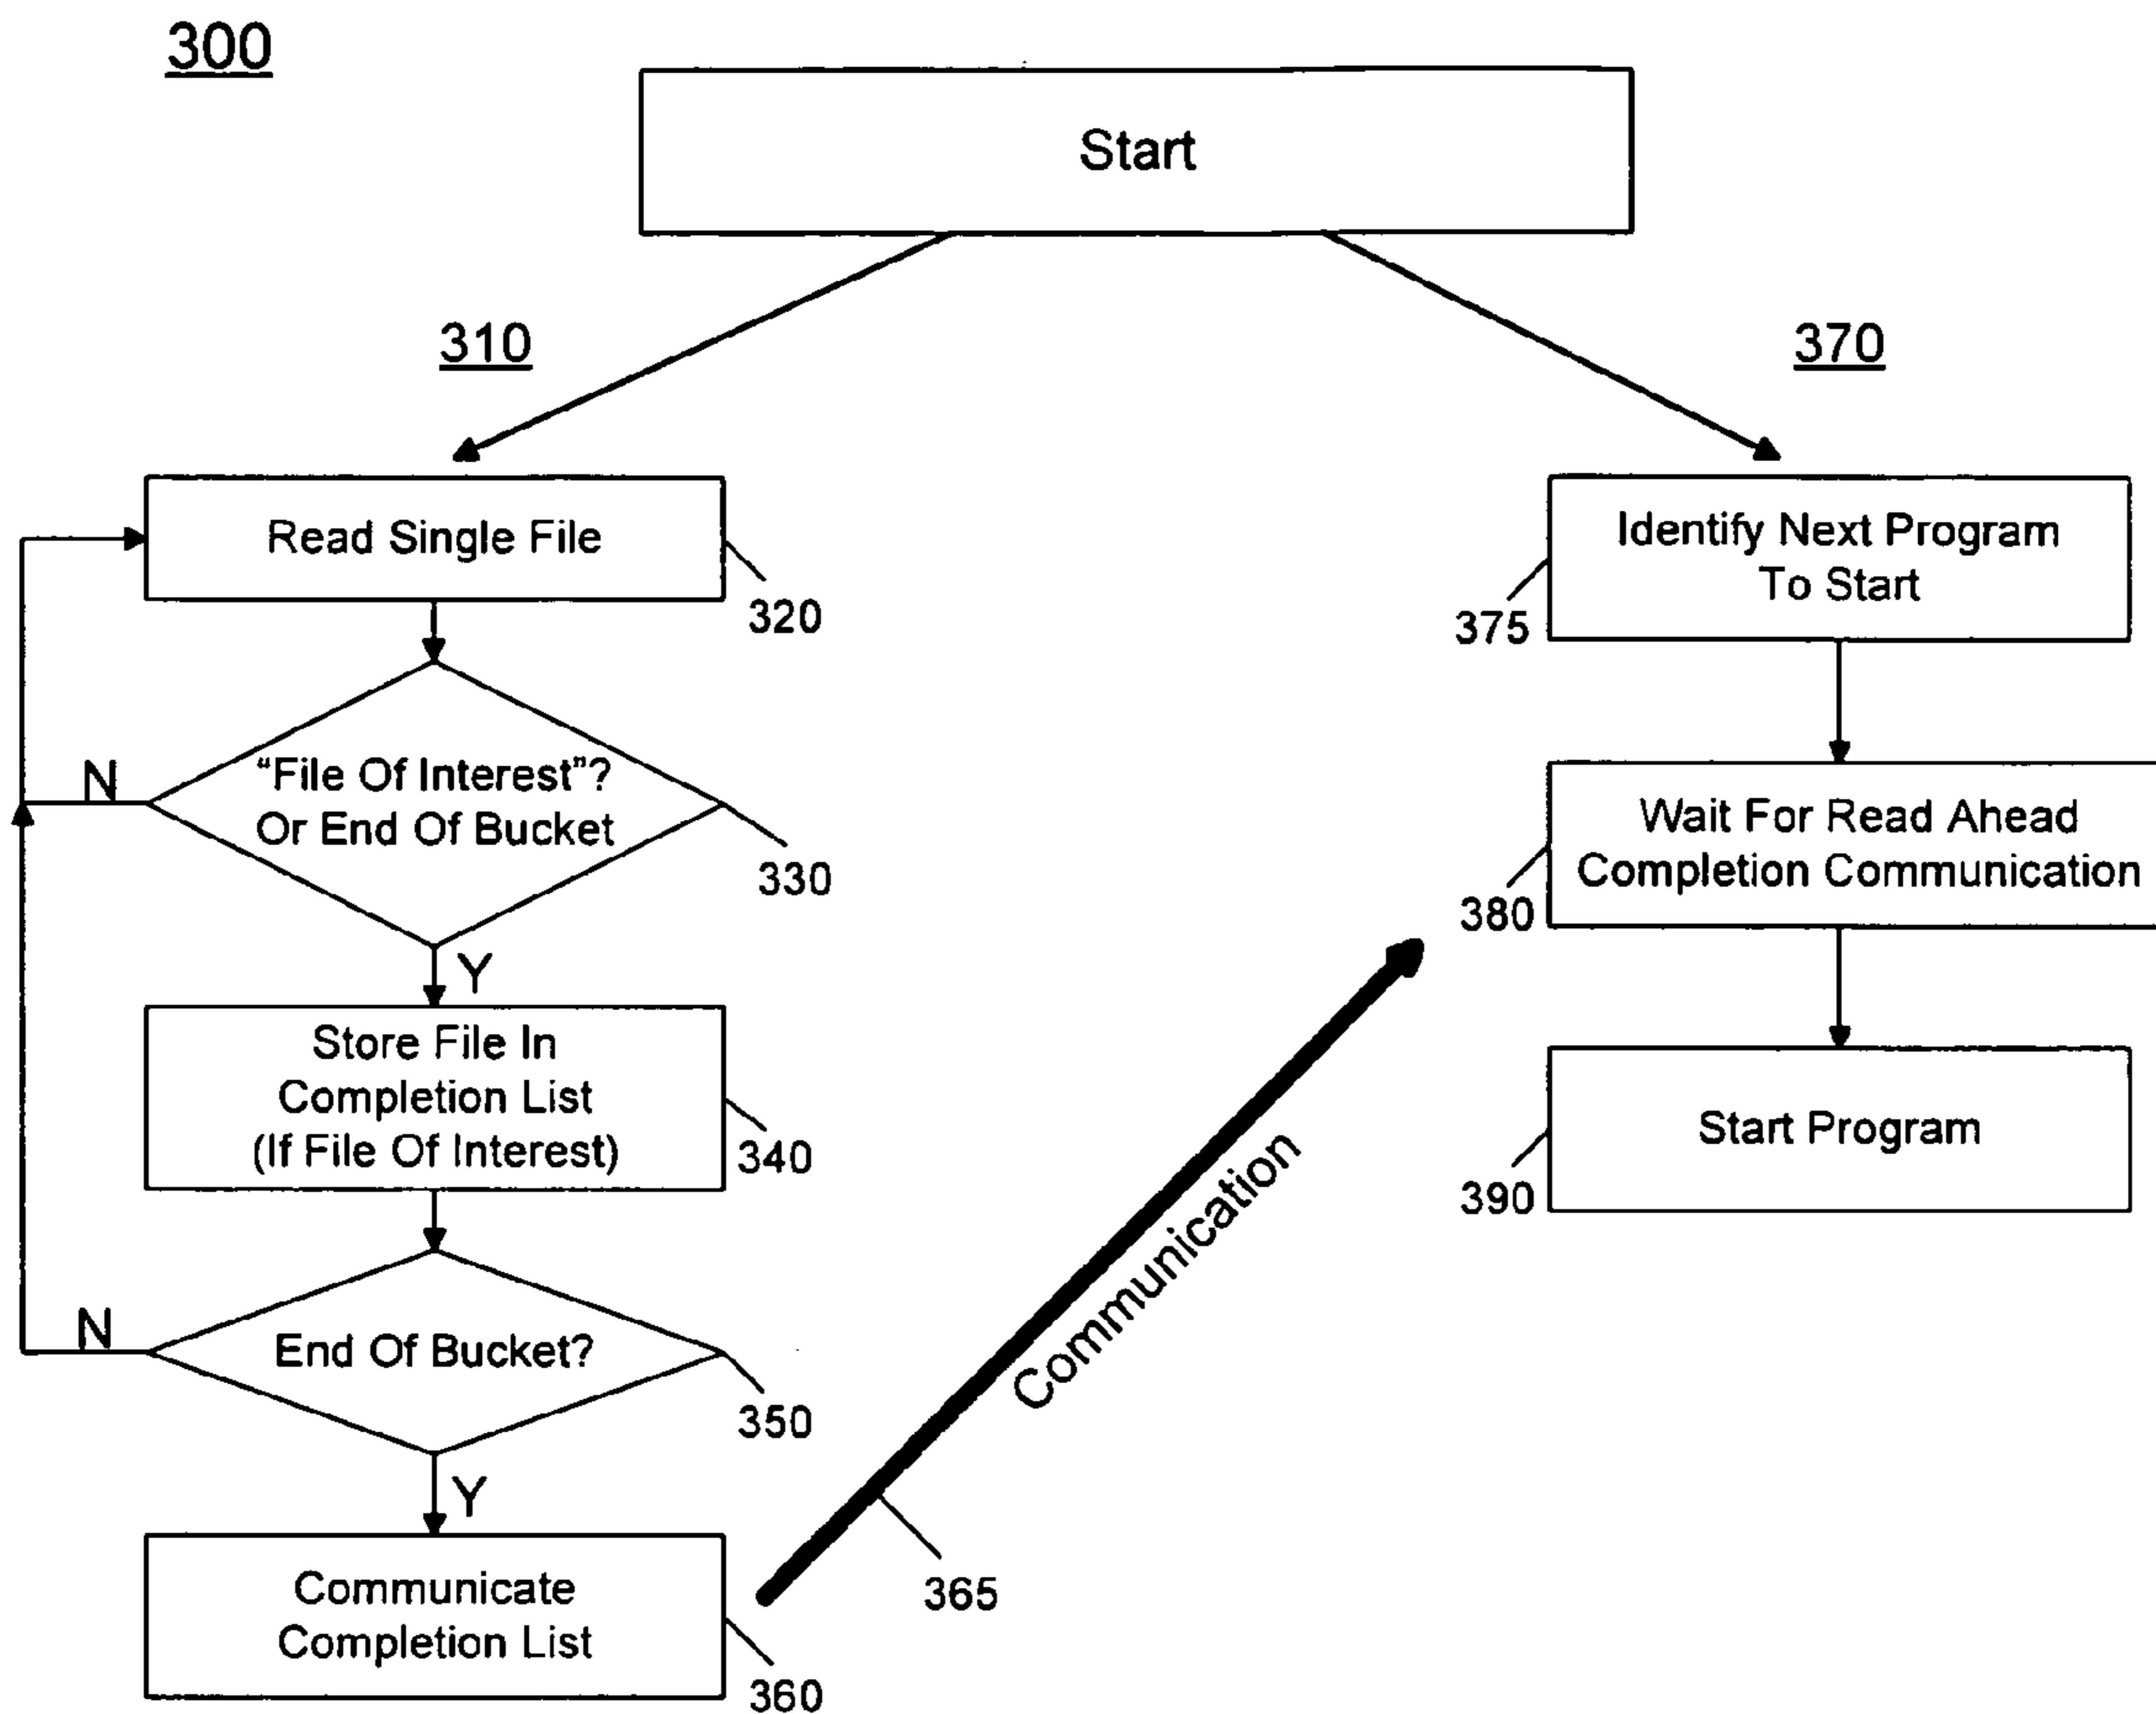 300
Start
310
370
Read Single File
320
Identify Next Program
To Start
375
"File Of Interest"?
Or End Of Bucket
N
330
Y
Wait For Read Ahead
Completion Communication
380
Store File In
Completion List
(If File Of Interest)
340
Start Program
390
Communication
365
End Of Bucket?
N
350
Y
Communicate
Completion List
360